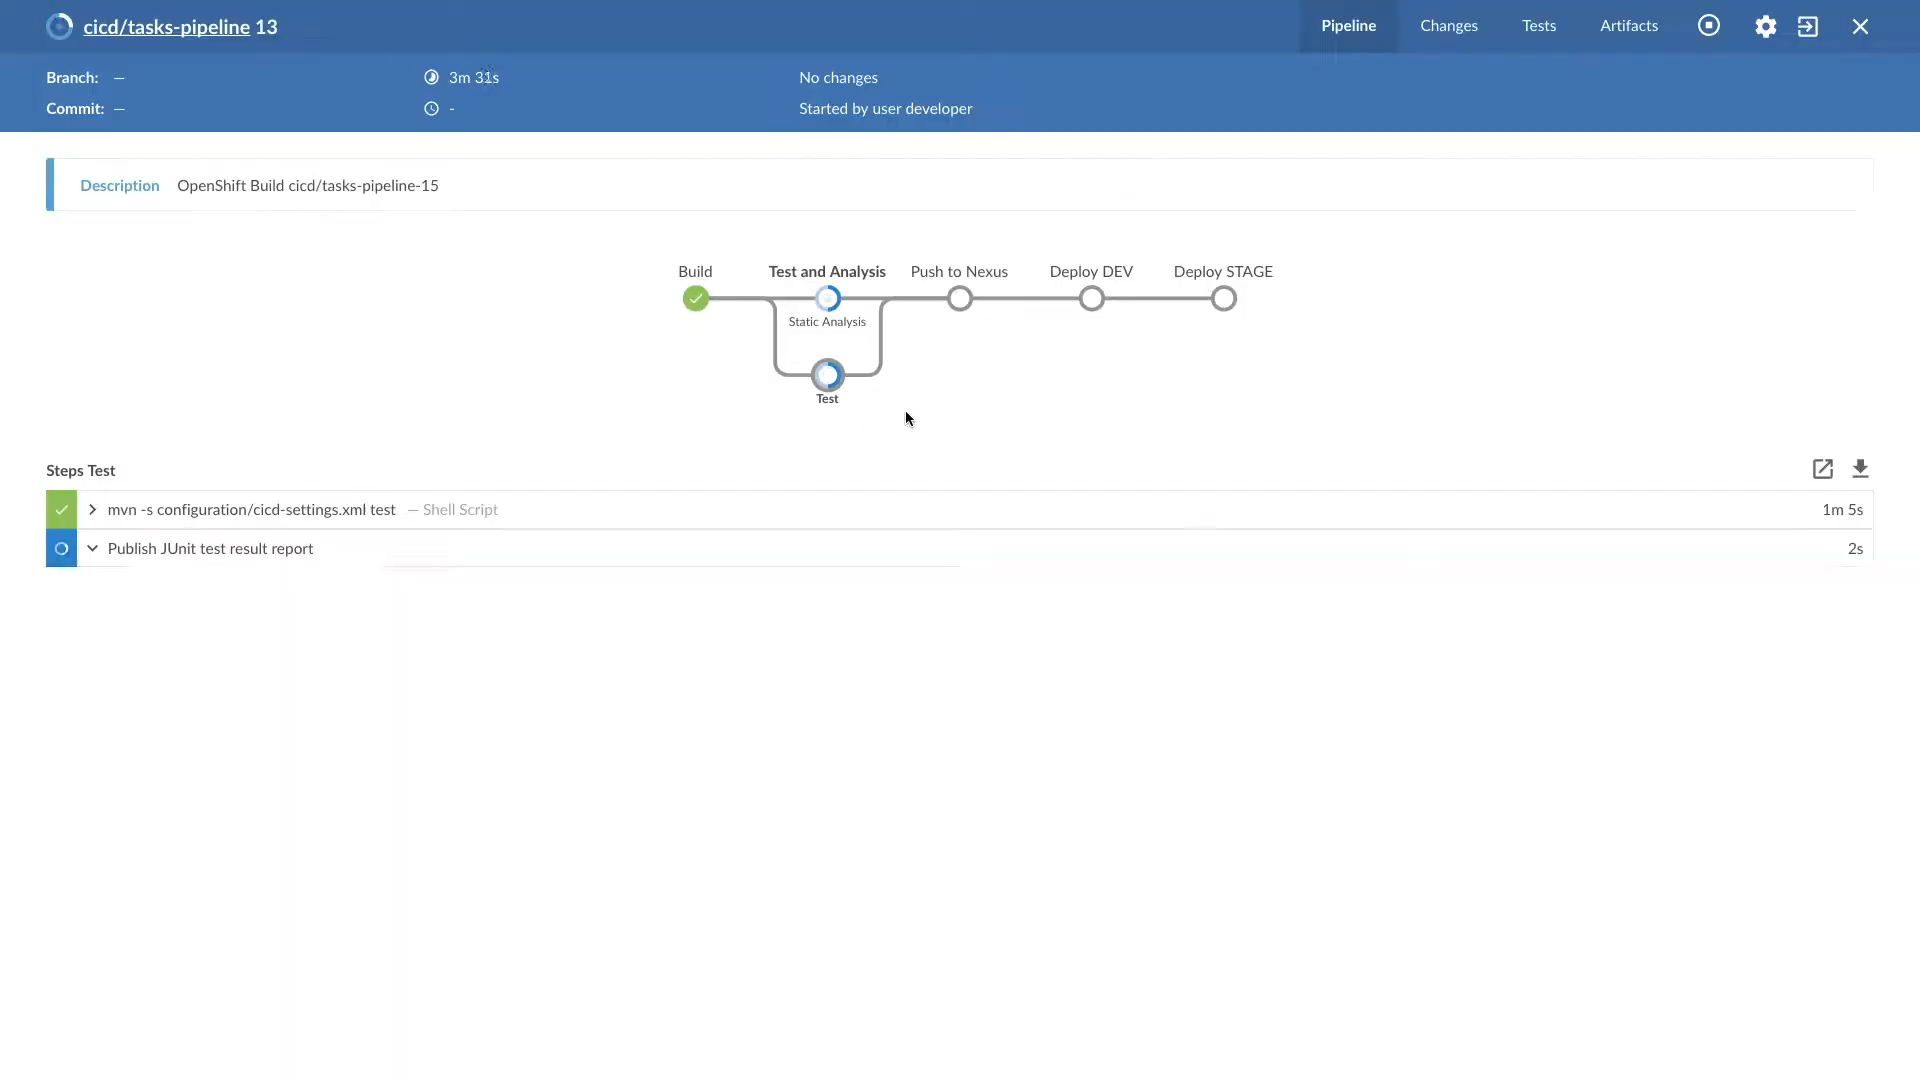 cicd/tasks-pipeline 13
Pipeline
Changes
Tests
Artifacts
Branch: —
3m 31s
No changes
Commit: —
-
Started by user developer
Description OpenShift Build cicd/tasks-pipeline-15
Build
Test and Analysis
Push to Nexus
Deploy DEV
Deploy STAGE
Static Analysis
Test
Steps Test
mvn -s configuration/cicd-settings.xml test — Shell Script
1m 5s
Publish JUnit test result report
2s